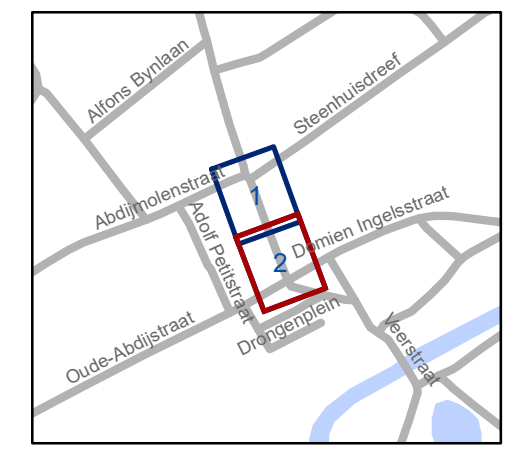 Alfons Bynlaan
Steenhuisdreef
Abdijmolenstraat
1
Adolf Petitstraat
Domien Ingelsstraat
2
Oude-Abdijstraat
Drongenplein
Veerstraat